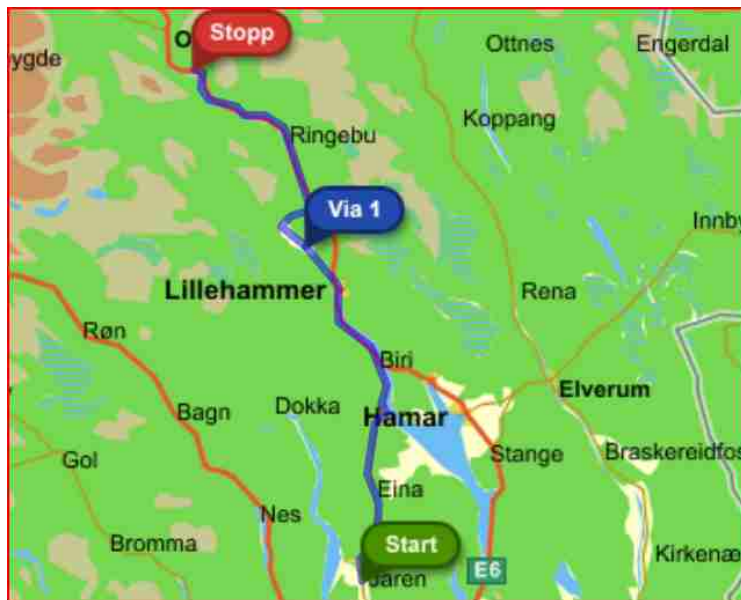 Stopp
O
Ottnes
Engerdal
ygde
Koppang
Ringebu
Via 1
Innby
Lillehammer
Rena
Røn
Biri
Elverum
Bagn
Dokka
Hamar
Stange
Braskereidfos
Gol
Eina
Nes
Start
Bromma
Jaren
E6
Kirkenæ